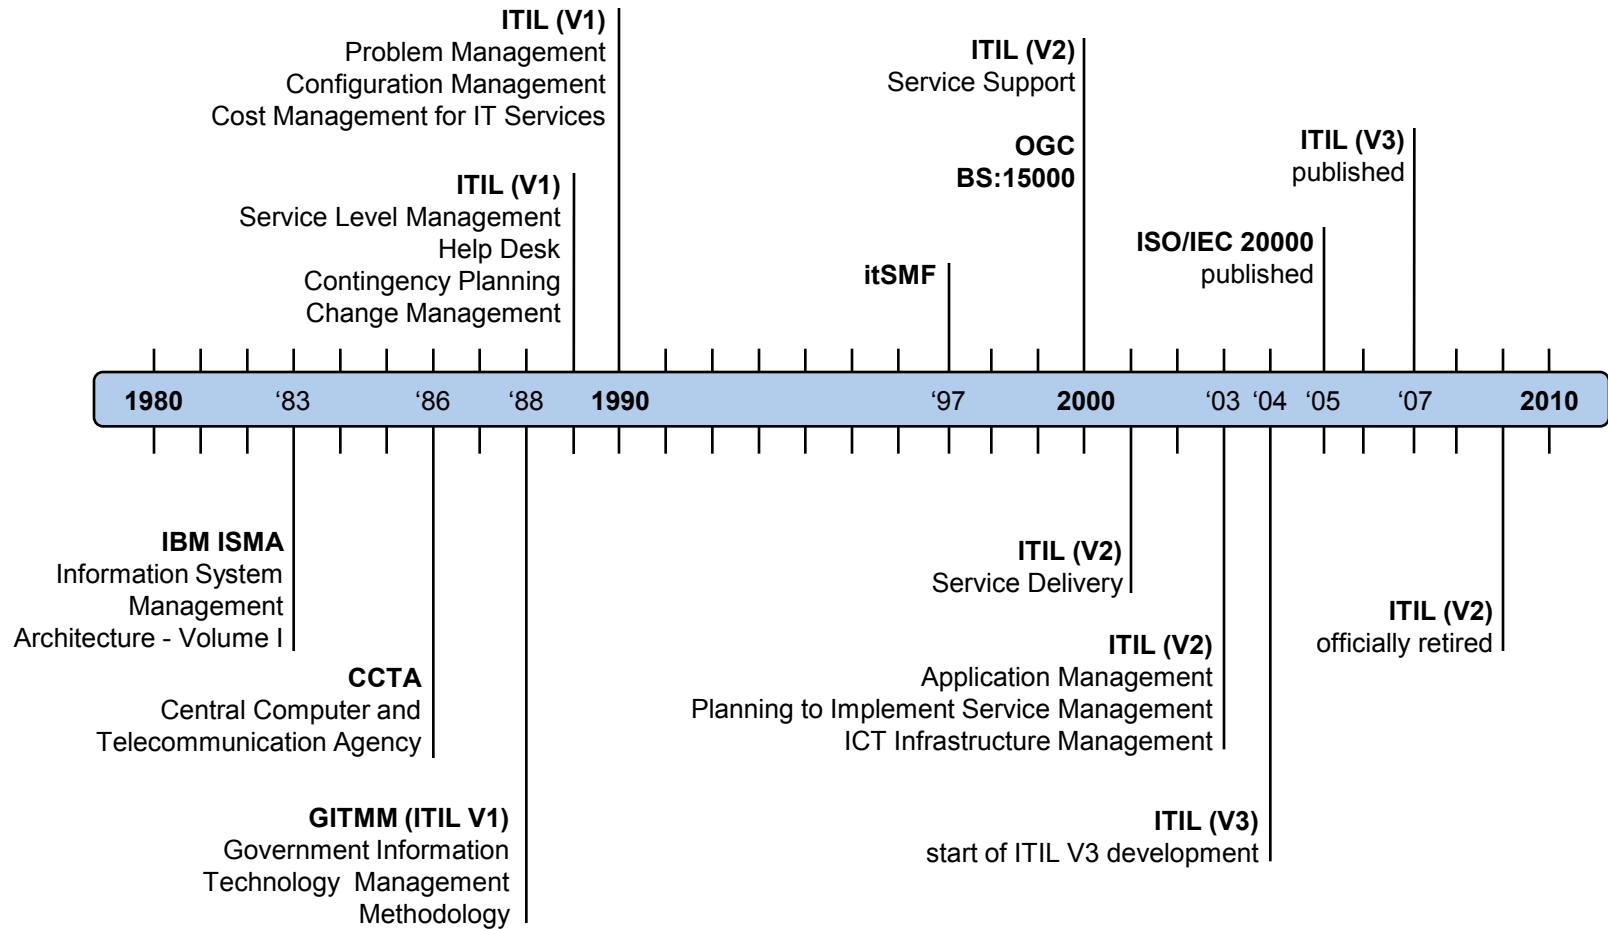 ITIL (V1)
Problem Management
Configuration Management
Cost Management for IT Services
ITIL (V1)
Service Level Management
Help Desk
Contingency Planning
Change Management
itSMF
ITIL (V2)
Service Support
OGC
BS:15000
ISO/IEC 20000
published
ITIL (V3)
published
1980 ‘83 ‘86 ‘88 1990 ‘97 2000 ‘03 ‘04 ‘05 ‘07 2010
IBM ISMA
Information System
Management
Architecture - Volume I
CCTA
Central Computer and
Telecommunication Agency
GITMM (ITIL V1)
Government Information
Technology Management
Methodology
ITIL (V2)
Service Delivery
ITIL (V2)
Application Management
Planning to Implement Service Management
ICT Infrastructure Management
ITIL (V3)
start of ITIL V3 development
ITIL (V2)
officially retired